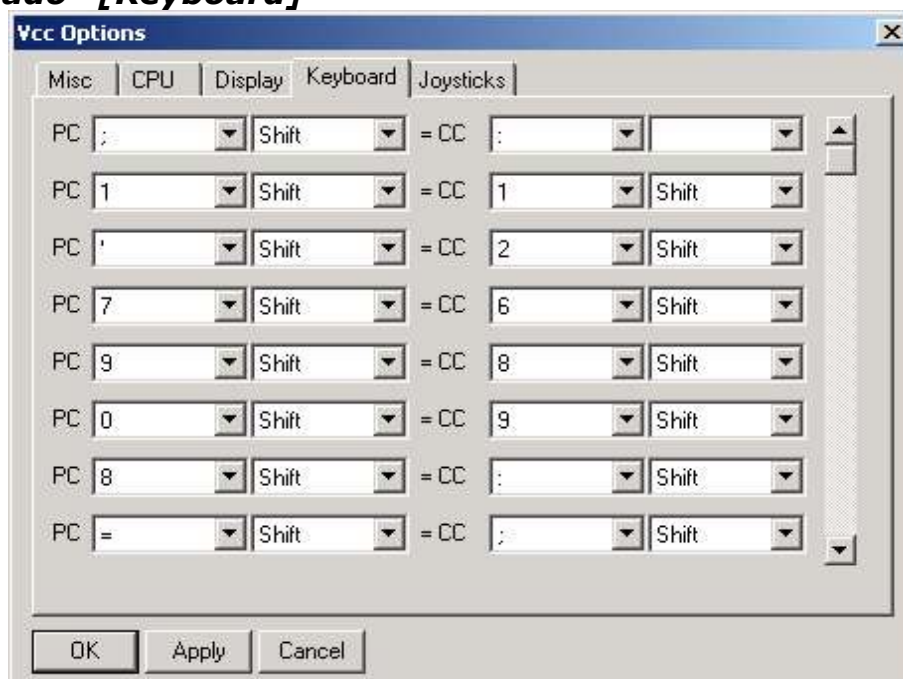 [Keyboard]
Vcc Options
Misc CPU Display Keyboard Joysticks
PC ; Shift = CC :
PC 1 Shift = CC 1 Shift
PC ' Shift = CC 2 Shift
PC 7 Shift = CC 6 Shift
PC 9 Shift = CC 8 Shift
PC 0 Shift = CC 9 Shift
PC 8 Shift = CC : Shift
PC = Shift = CC ; Shift
OK Apply Cancel